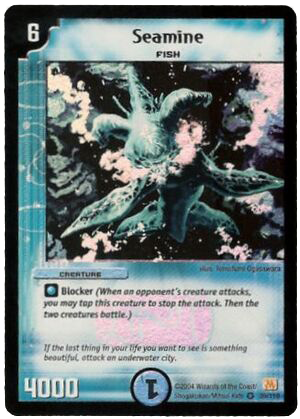 6
Seamine
FISH
illus. Tomofumi Ogasawara
CREATURE
Blocker (When an opponent's creature attacks,
you may tap this creature to stop the attack. Then the
two creatures battle.)
If the last thing in your life you want to see is something
beautiful, attack an underwater city.
4000
1
©2004 Wizards of the Coast/
Shogakukan/Mitsui-Kids